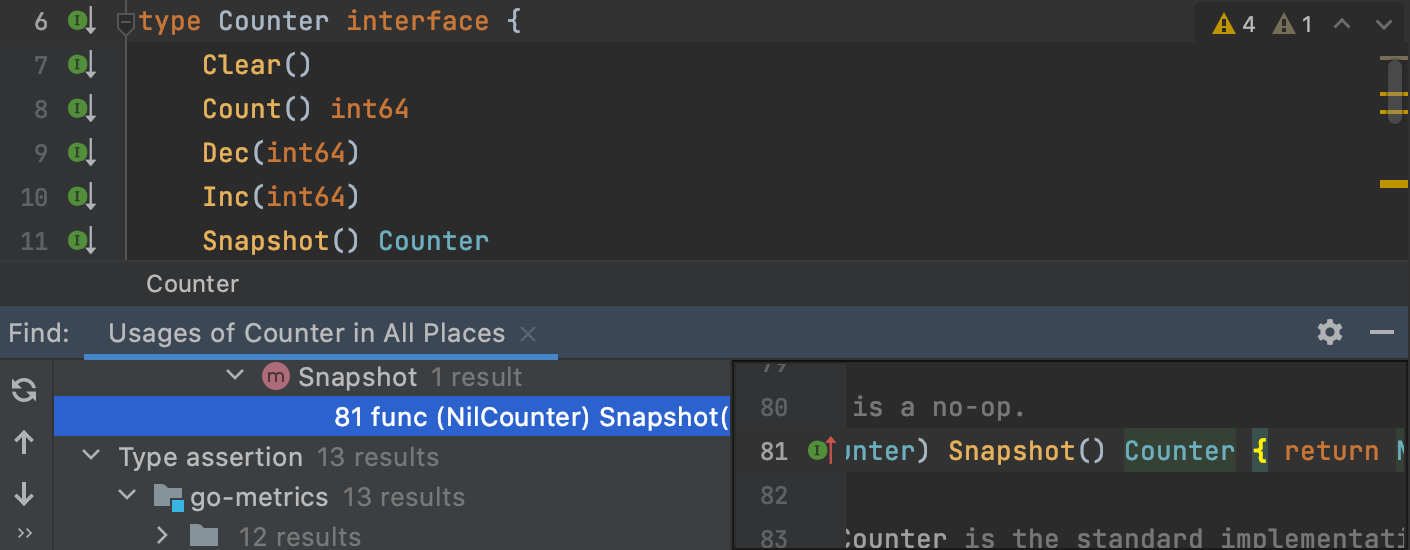 6 type Counter interface {
4 1
7 Clear()
8 Count() int64
9 Dec(int64)
10 Inc(int64)
11 Snapshot() Counter
Counter
Find: Usages of Counter in All Places
m Snapshot 1 result
81 func (NilCounter) Snapshot(
Type assertion 13 results
go-metrics 13 results
12 results
79
80 is a no-op.
81 unter) Snapshot() Counter { return N
82
83 Counter is the standard implementati